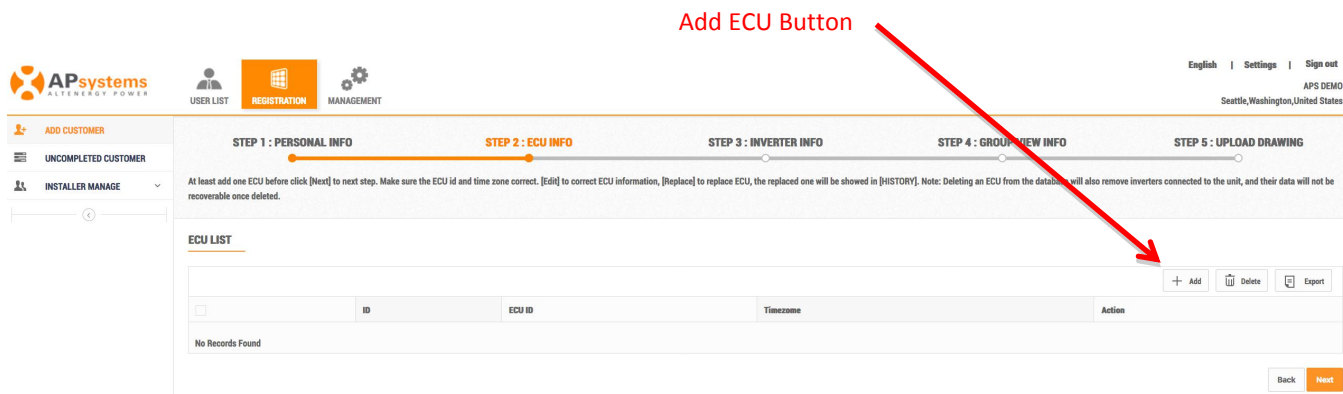 Add ECU Button
APsystems
ALTENERGY POWER
USER LIST
REGISTRATION
MANAGEMENT
English | Settings | Sign out
APS DEMO
Seattle,Washington,United States
ADD CUSTOMER
UNCOMPLETED CUSTOMER
INSTALLER MANAGE
STEP 1 : PERSONAL INFO
STEP 2 : ECU INFO
STEP 3 : INVERTER INFO
STEP 4 : GROUP VIEW INFO
STEP 5 : UPLOAD DRAWING
At least add one ECU before click [Next] to next step. Make sure the ECU id and time zone correct. [Edit] to correct ECU information, [Replace] to replace ECU, the replaced one will be showed in [HISTORY]. Note: Deleting an ECU from the database will also remove inverters connected to the unit, and their data will not be
recoverable once deleted.
ECU LIST
Add
Delete
Export
ID
ECU ID
Timezome
Action
No Records Found
Back
Next